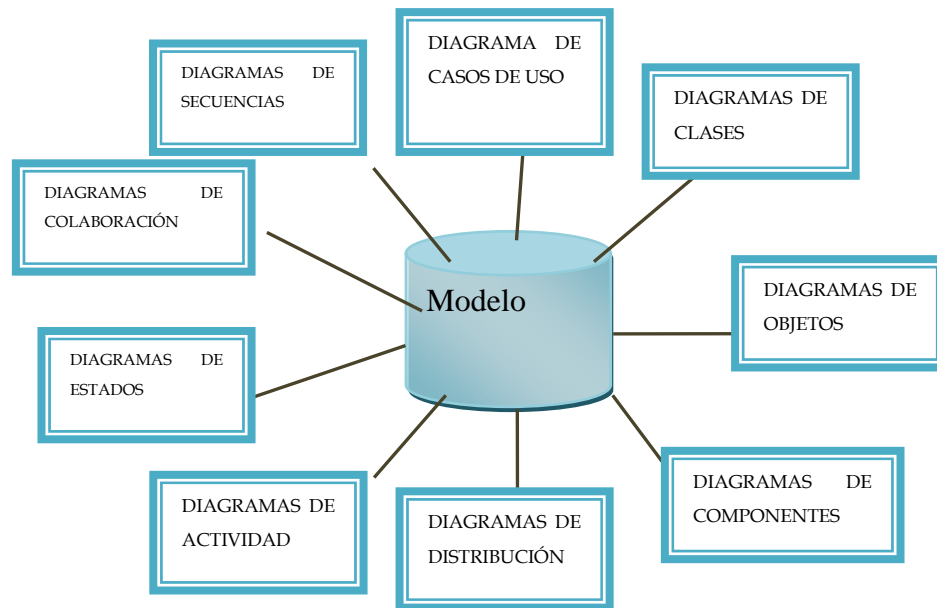 DIAGRAMA DE
CASOS DE USO
DIAGRAMAS DE
SECUENCIAS
DIAGRAMAS DE
CLASES
DIAGRAMAS DE
COLABORACIÓN
Modelo
DIAGRAMAS DE
OBJETOS
DIAGRAMAS DE
ESTADOS
DIAGRAMAS DE
ACTIVIDAD
DIAGRAMAS DE
DISTRIBUCIÓN
DIAGRAMAS DE
COMPONENTES